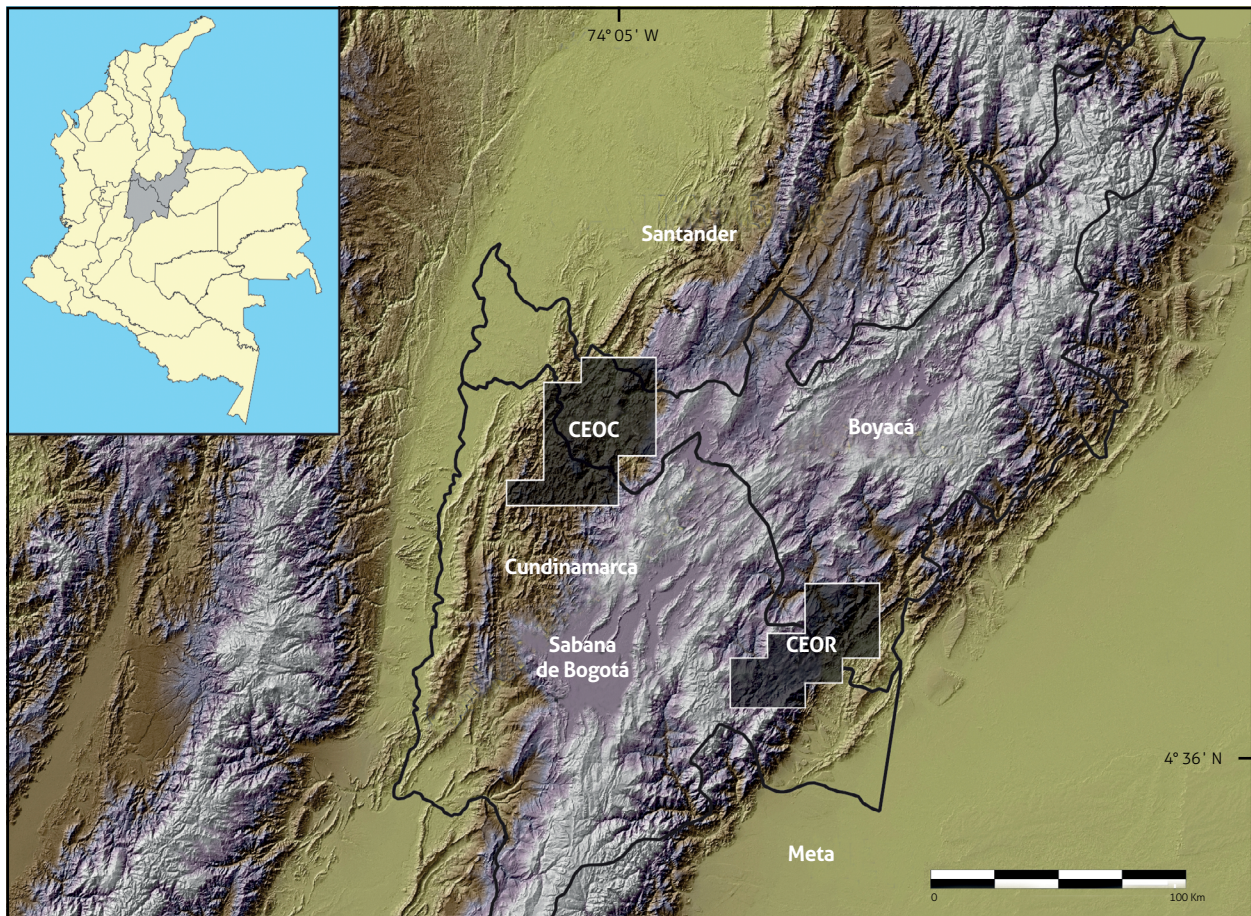 74° 05' W
Santander
CEOC
Boyacá
Cundinamarca
Sabana
de Bogotá
CEOR
4° 36' N
Meta
0
100 Km